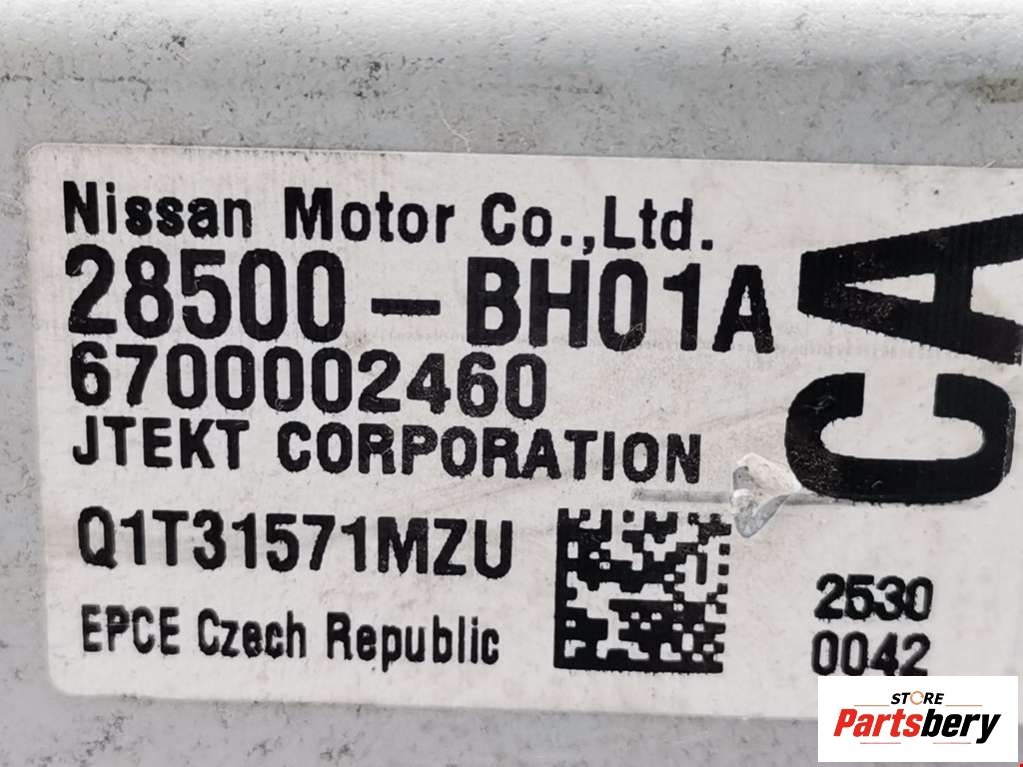 Nissan Motor Co.,Ltd.
28500-BH01A
6700002460
JTEKT CORPORATION
Q1T31571MZU
EPCE Czech Republic
CA
2530
0042
STORE
Partsbery